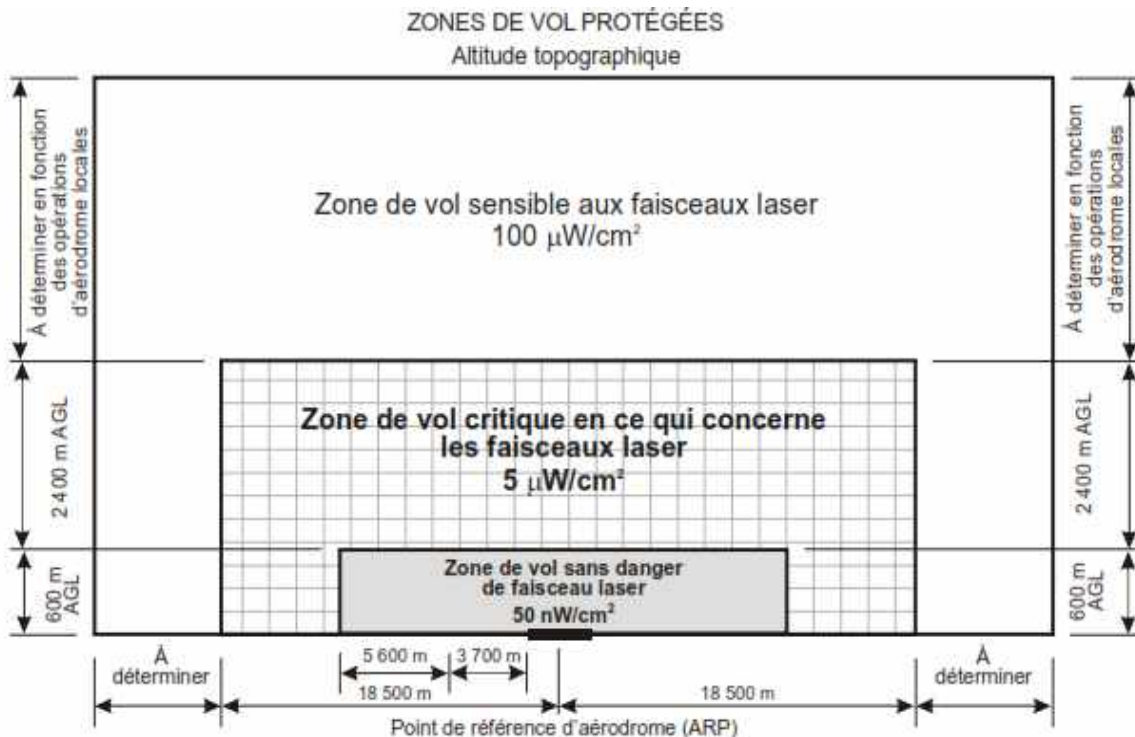 ZONES DE VOL PROTÉGÉES
Altitude topographique
À déterminer en fonction
des opérations
d'aérodrome locales
À déterminer en fonction
des opérations
d'aérodrome locales
Zone de vol sensible aux faisceaux laser
100 µW/cm²
2 400 m AGL
Zone de vol critique en ce qui concerne
les faisceaux laser
5 µW/cm²
2 400 m AGL
600 m
AGL
Zone de vol sans danger
de faisceau laser
50 nW/cm²
600 m
AGL
À
déterminer
5 600 m
3 700 m
À
déterminer
18 500 m
18 500 m
Point de référence d'aérodrome (ARP)